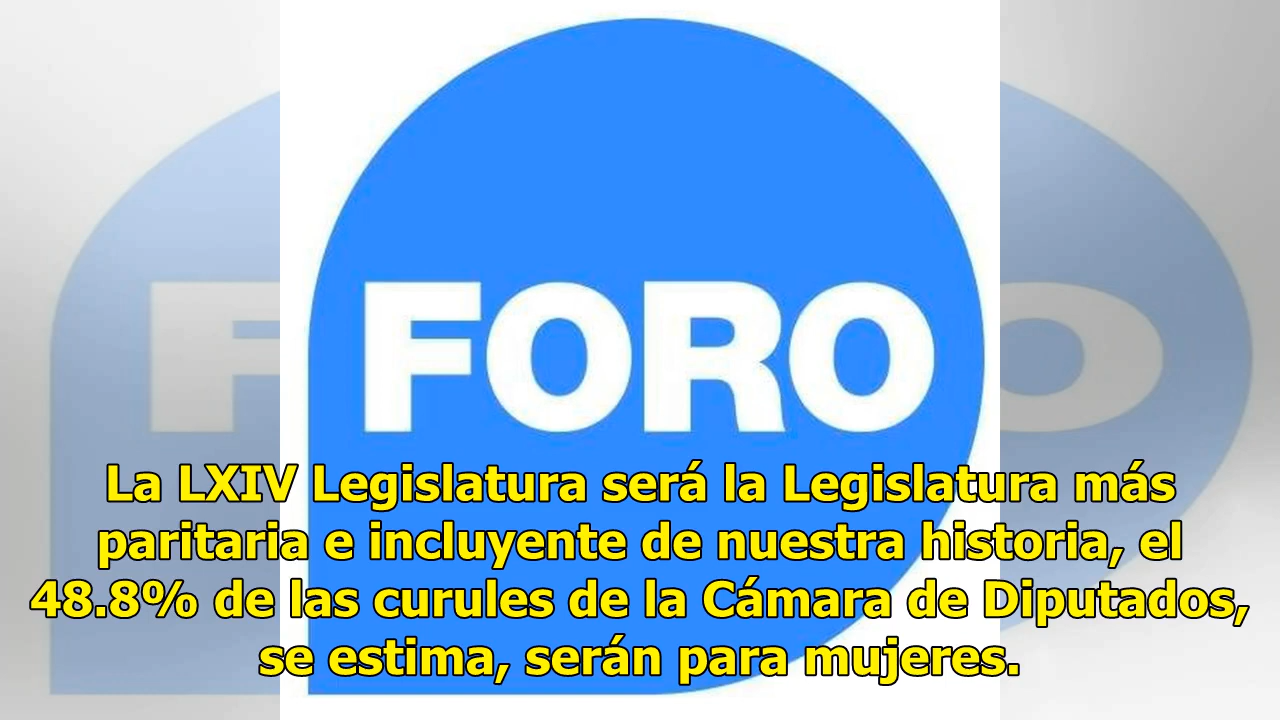 FORO
La LXIV Legislatura será la Legislatura más
paritaria e incluyente de nuestra historia, el
48.8% de las curules de la Cámara de Diputados,
se estima, serán para mujeres.